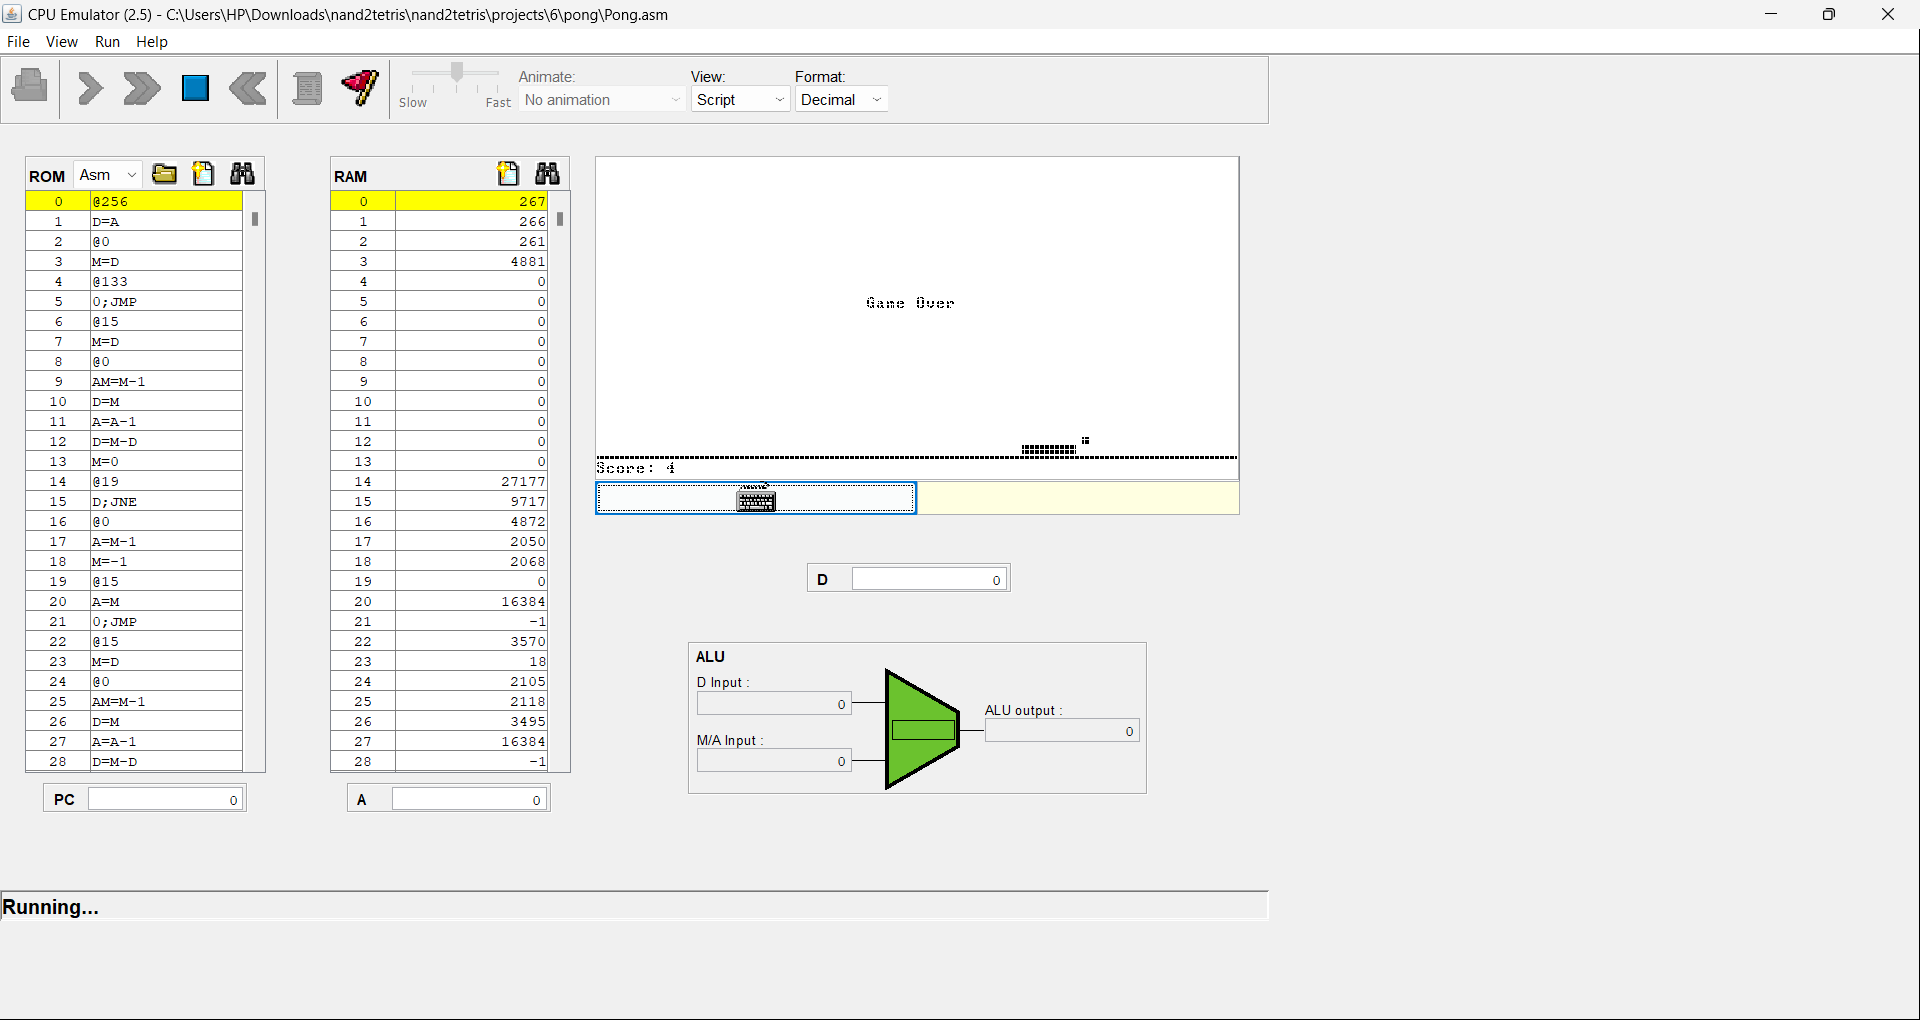 CPU Emulator (2.5) - C:\Users\HP\Downloads\nand2tetris\nand2tetris\projects\6\pong\Pong.asm
File View Run Help
Slow Fast
Animate:
No animation
View:
Script
Format:
Decimal
ROM Asm
0 @256
1 D=A
2 @0
3 M=D
4 @133
5 0;JMP
6 @15
7 M=D
8 @0
9 AM=M-1
10 D=M
11 A=A-1
12 D=M-D
13 M=0
14 @19
15 D;JNE
16 @0
17 A=M-1
18 M=-1
19 @15
20 A=M
21 0;JMP
22 @15
23 M=D
24 @0
25 AM=M-1
26 D=M
27 A=A-1
28 D=M-D
PC 0
RAM
0 267
1 266
2 261
3 4881
4 0
5 0
6 0
7 0
8 0
9 0
10 0
11 0
12 0
13 0
14 27177
15 9717
16 4872
17 2050
18 2068
19 0
20 16384
21 -1
22 3570
23 18
24 2105
25 2118
26 3495
27 16384
28 -1
A 0
Game Over
Score: 4
D 0
ALU
D Input :
0
M/A Input :
0
ALU output :
0
Running...